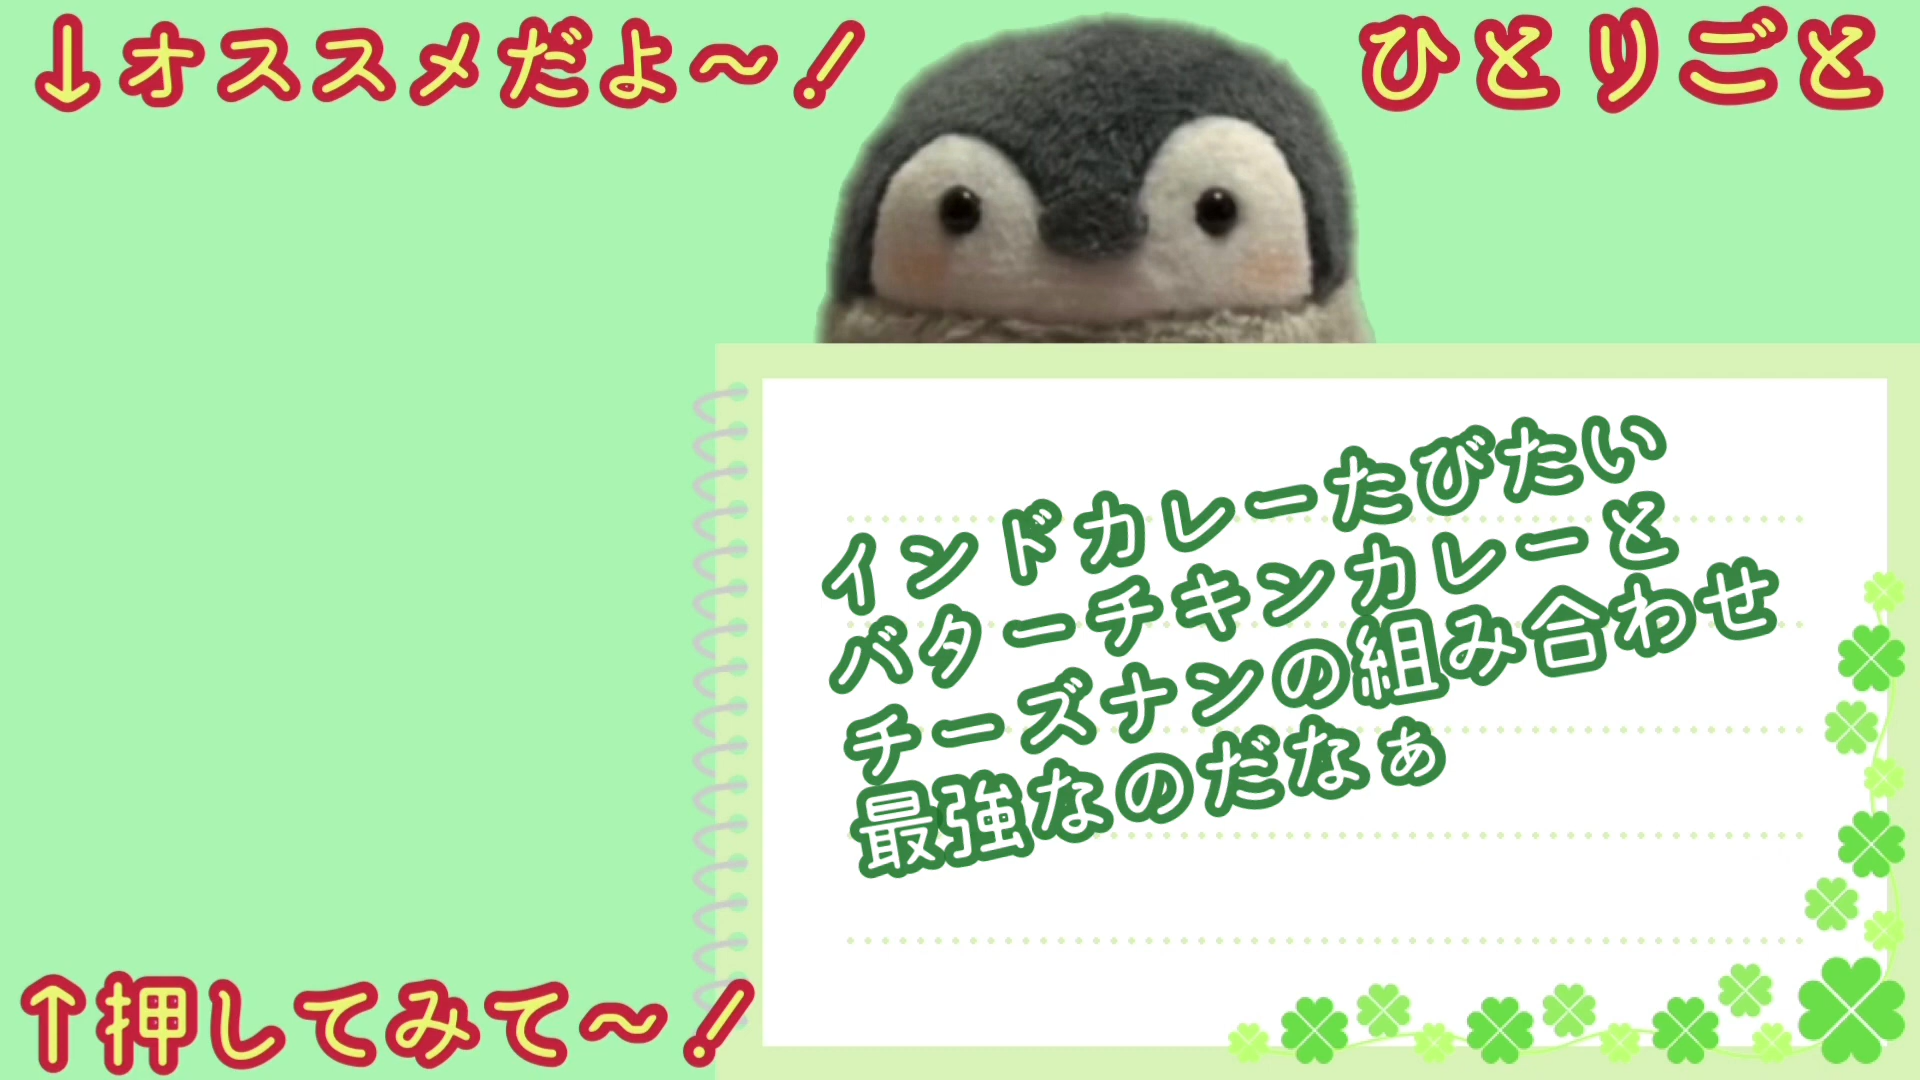 ↓オススメだよ～！
ひとりごと
インドカレーたびたい
バターチキンカレーと
チーズナンの組み合わせ
最強なのだなぁ
↑押してみて～！